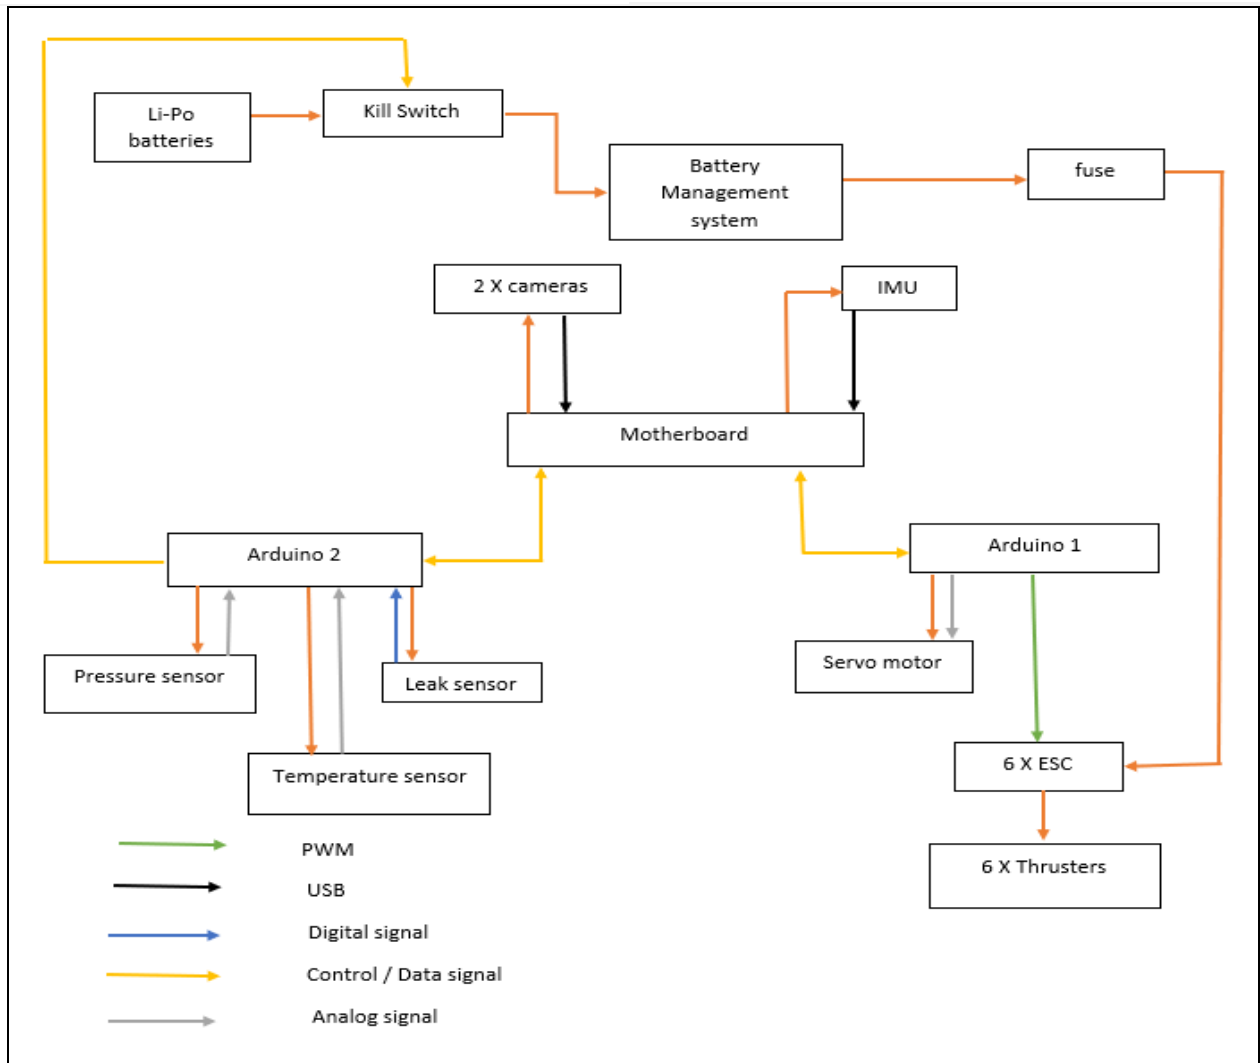 Kill Switch
Li-Po
batteries
Battery
Management
system
fuse
2 X cameras
IMU
Motherboard
Arduino 2
Arduino 1
Pressure sensor
Leak sensor
Servo motor
Temperature sensor
6 X ESC
6 X Thrusters
PWM
USB
Digital signal
Control / Data signal
Analog signal